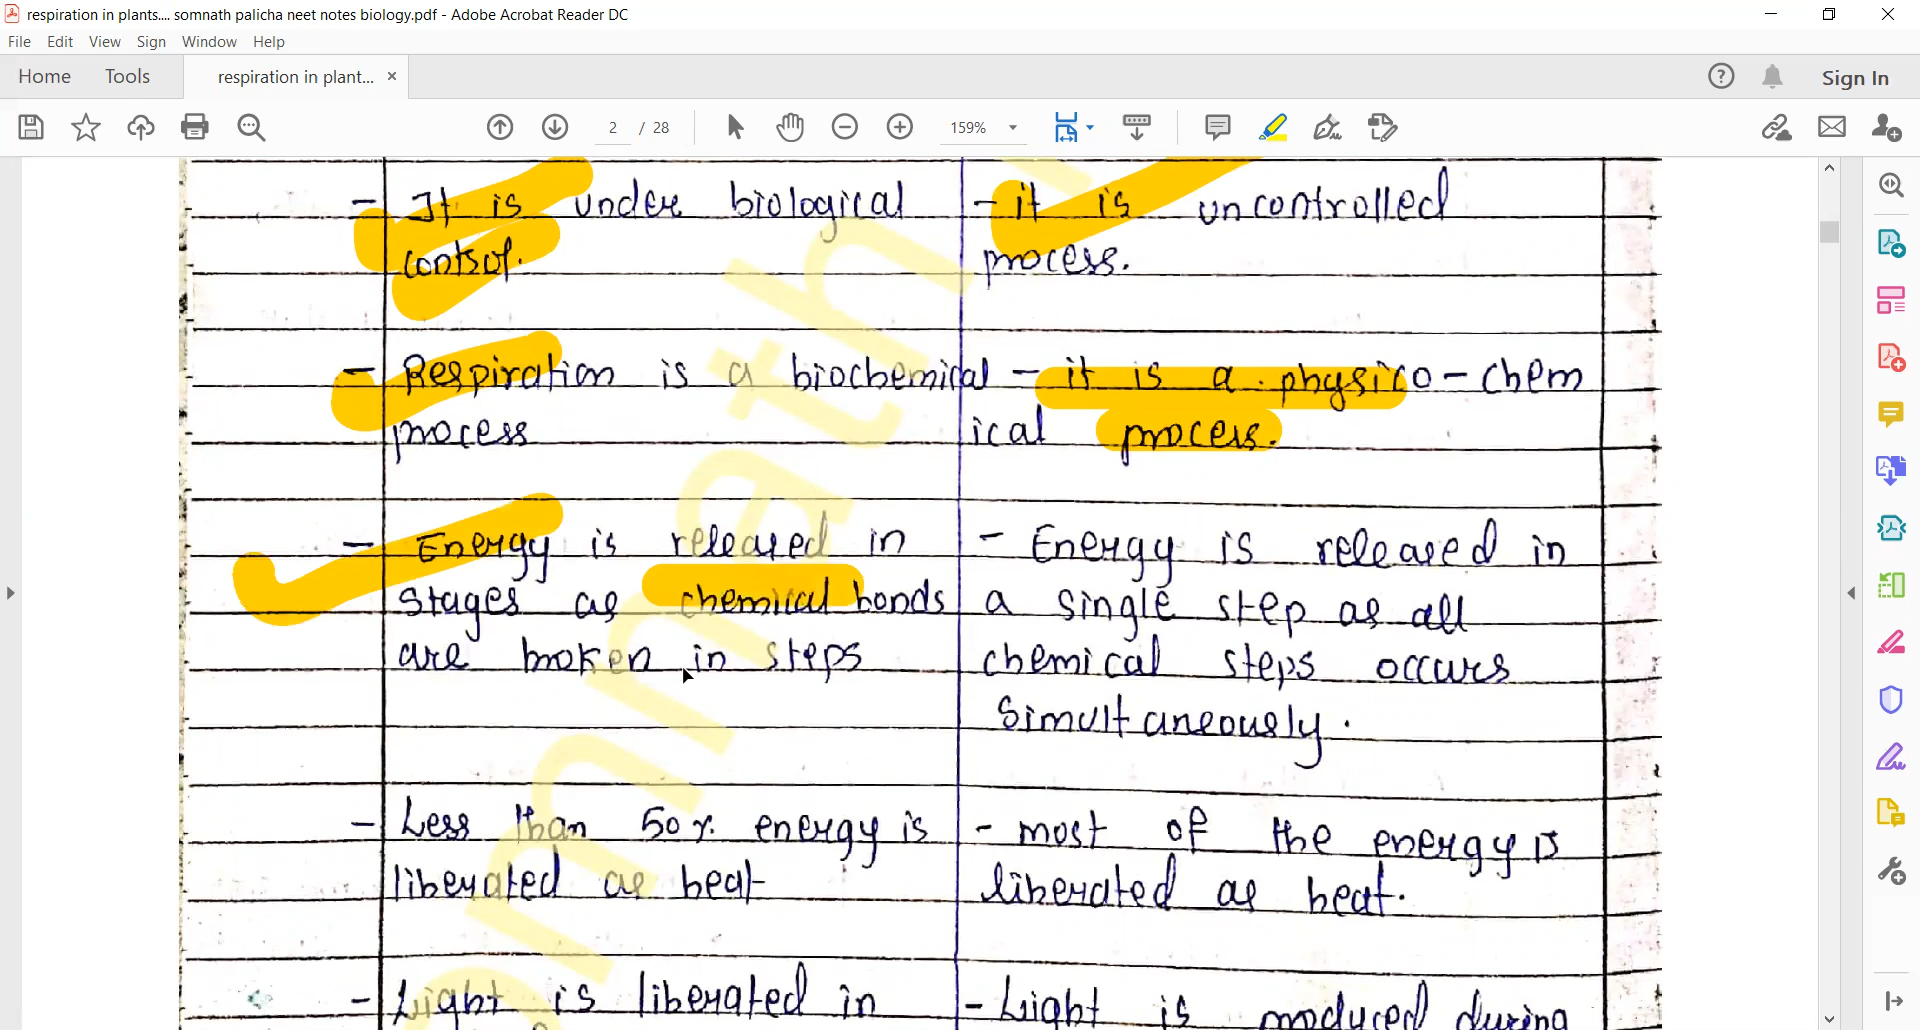 respiration in plants.... somnath palicha neet notes biology.pdf - Adobe Acrobat Reader DC
File Edit View Sign Window Help
Home Tools respiration in plant... × Sign In
2 / 28 159%
- It is under biological
control.
- Respiration is a biochemical
process
- Energy is released in
stages as chemical bonds
are broken in steps
- Less than 50% energy is
liberated as heat
- Light is liberated in
- it is uncontrolled
process.
- it is a physico-chem
ical process.
- Energy is released in
a single step as all
chemical steps occurs
Simultaneously.
- most of the energy is
liberated as heat.
- Light is produced during
mnath